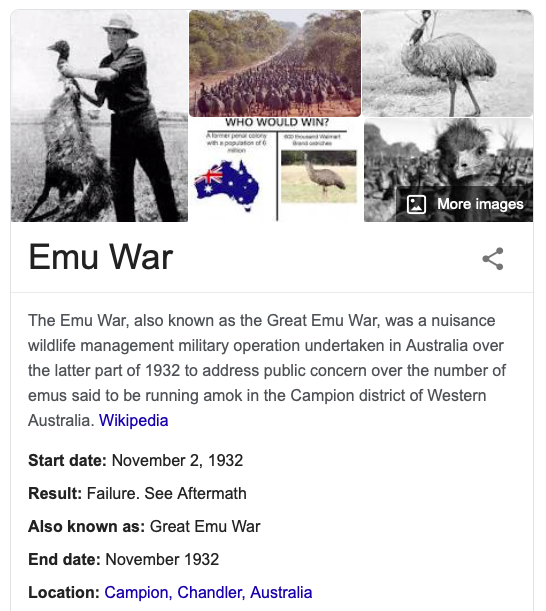 WHO WOULD WIN?
A former penal colony
with a population of 6
million
600 thousand Walmart
Brand ostriches
More images
Emu War
The Emu War, also known as the Great Emu War, was a nuisance
wildlife management military operation undertaken in Australia over
the latter part of 1932 to address public concern over the number of
emus said to be running amok in the Campion district of Western
Australia. Wikipedia
Start date: November 2, 1932
Result: Failure. See Aftermath
Also known as: Great Emu War
End date: November 1932
Location: Campion, Chandler, Australia